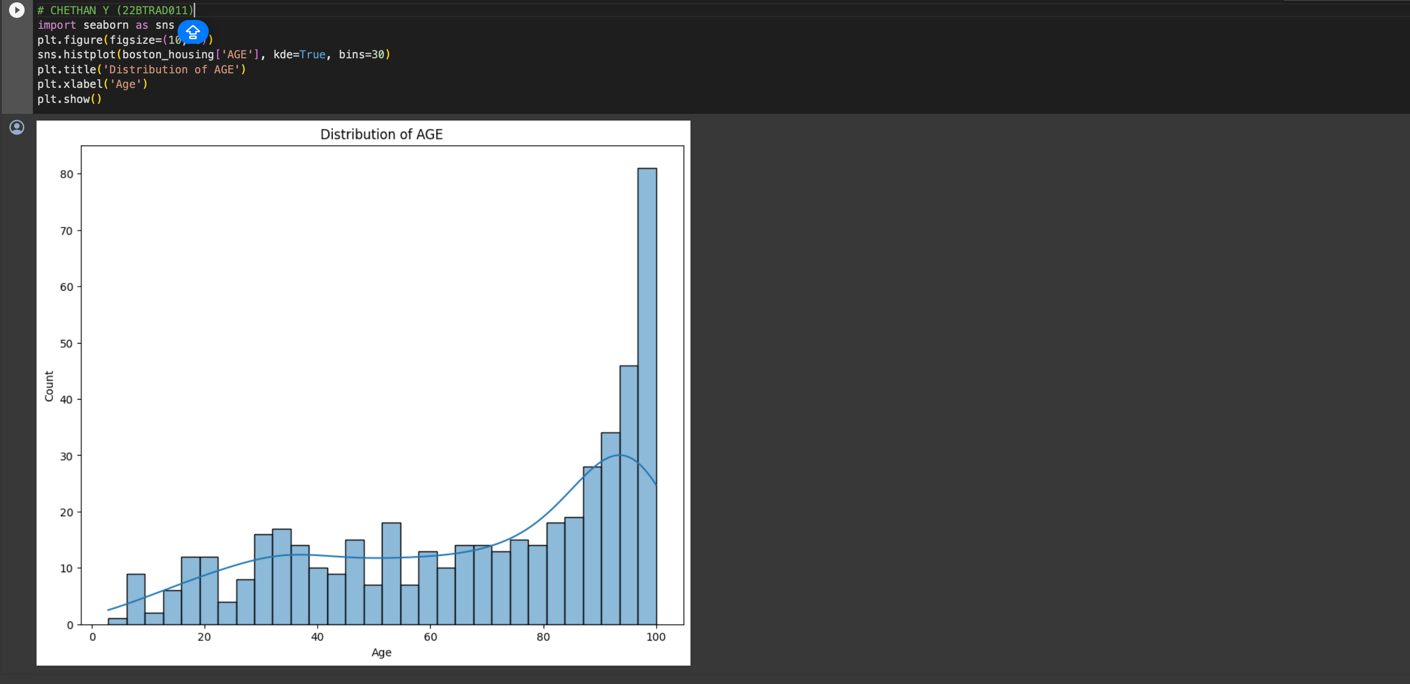 # CHETHAN Y (22BTRAD011)
import seaborn as sns
plt.figure(figsize=(10, )
sns.histplot(boston_housing['AGE'], kde=True, bins=30)
plt.title('Distribution of AGE')
plt.xlabel('Age')
plt.show()
Distribution of AGE
80
70
60
50
40
30
20
10
0
Count
0 20 40 60 80 100
Age